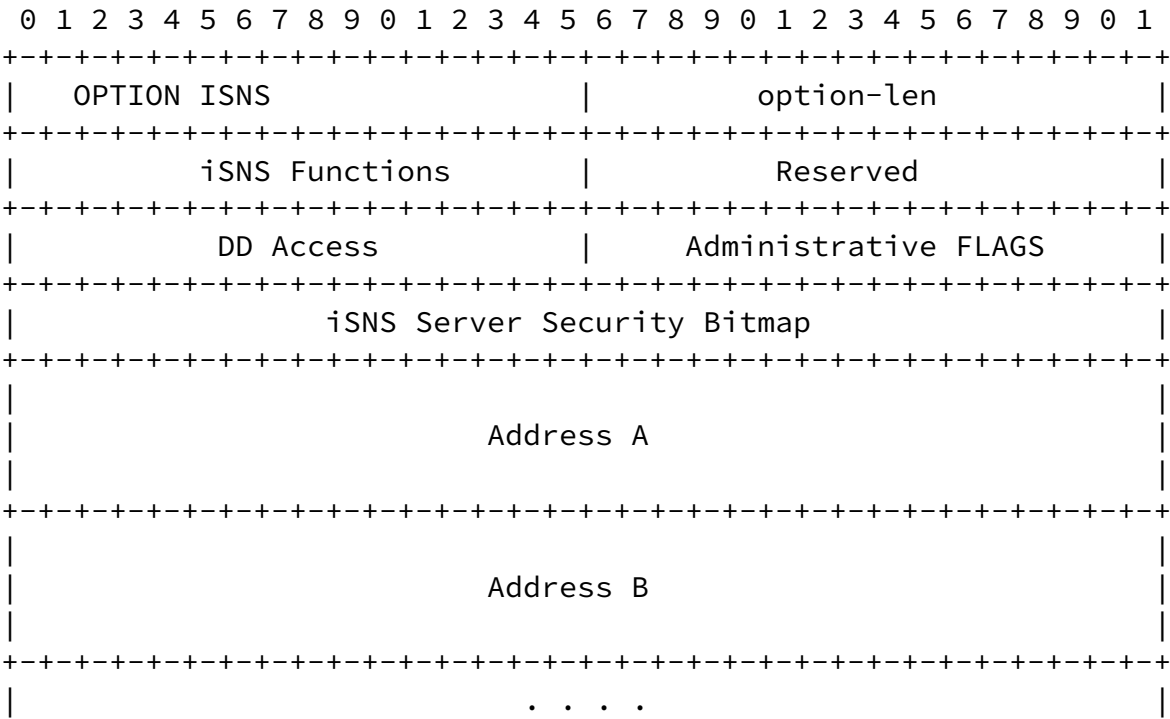 0 1 2 3 4 5 6 7 8 9 0 1 2 3 4 5 6 7 8 9 0 1 2 3 4 5 6 7 8 9 0 1
+-+-+-+-+-+-+-+-+-+-+-+-+-+-+-+-+-+-+-+-+-+-+-+-+-+-+-+-+-+-+-+-+
|   OPTION ISNS                 |         option-len            |
+-+-+-+-+-+-+-+-+-+-+-+-+-+-+-+-+-+-+-+-+-+-+-+-+-+-+-+-+-+-+-+-+
|          iSNS Functions       |          Reserved             |
+-+-+-+-+-+-+-+-+-+-+-+-+-+-+-+-+-+-+-+-+-+-+-+-+-+-+-+-+-+-+-+-+
|           DD Access           |     Administrative FLAGS      |
+-+-+-+-+-+-+-+-+-+-+-+-+-+-+-+-+-+-+-+-+-+-+-+-+-+-+-+-+-+-+-+-+
|                 iSNS Server Security Bitmap                   |
+-+-+-+-+-+-+-+-+-+-+-+-+-+-+-+-+-+-+-+-+-+-+-+-+-+-+-+-+-+-+-+-+
|                                                               |
|                          Address A                            |
|                                                               |
+-+-+-+-+-+-+-+-+-+-+-+-+-+-+-+-+-+-+-+-+-+-+-+-+-+-+-+-+-+-+-+-+
|                                                               |
|                          Address B                            |
|                                                               |
+-+-+-+-+-+-+-+-+-+-+-+-+-+-+-+-+-+-+-+-+-+-+-+-+-+-+-+-+-+-+-+-+
|                            . . . .                            |